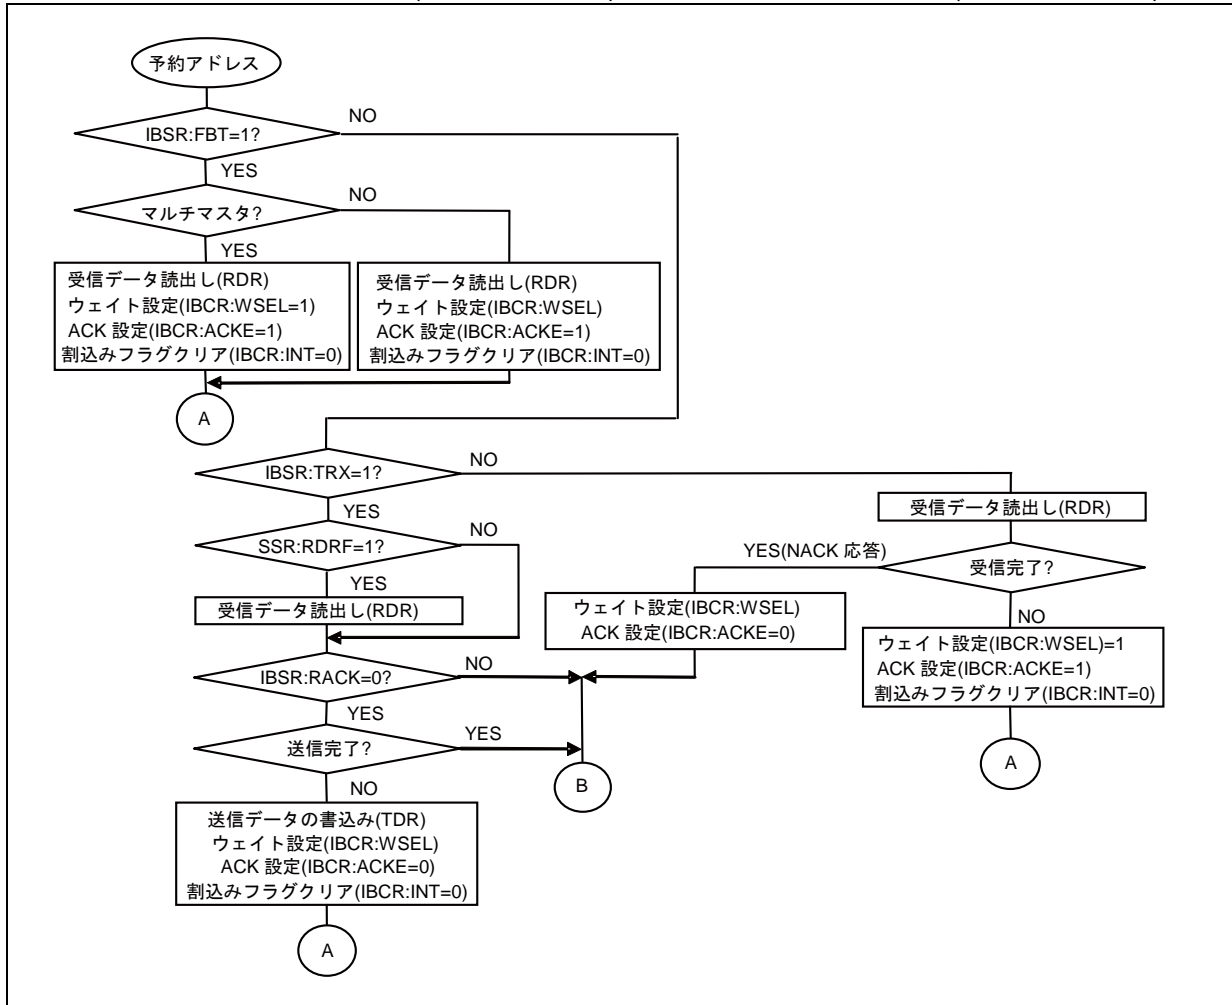 予約アドレス
IBSR:FBT=1?
NO
YES
マルチマスタ?
NO
YES
受信データ読出し(RDR)
ウェイト設定(IBCR:WSEL=1)
ACK 設定(IBCR:ACKE=1)
割込みフラグクリア(IBCR:INT=0)
受信データ読出し(RDR)
ウェイト設定(IBCR:WSEL)
ACK 設定(IBCR:ACKE=1)
割込みフラグクリア(IBCR:INT=0)
A
IBSR:TRX=1?
NO
YES
受信データ読出し(RDR)
SSR:RDRF=1?
NO
YES
YES(NACK 応答)
受信完了?
NO
受信データ読出し(RDR)
ウェイト設定(IBCR:WSEL)
ACK 設定(IBCR:ACKE=0)
ウェイト設定(IBCR:WSEL)=1
ACK 設定(IBCR:ACKE=1)
割込みフラグクリア(IBCR:INT=0)
IBSR:RACK=0?
NO
YES
送信完了?
YES
NO
B
A
送信データの書込み(TDR)
ウェイト設定(IBCR:WSEL)
ACK 設定(IBCR:ACKE=0)
割込みフラグクリア(IBCR:INT=0)
A